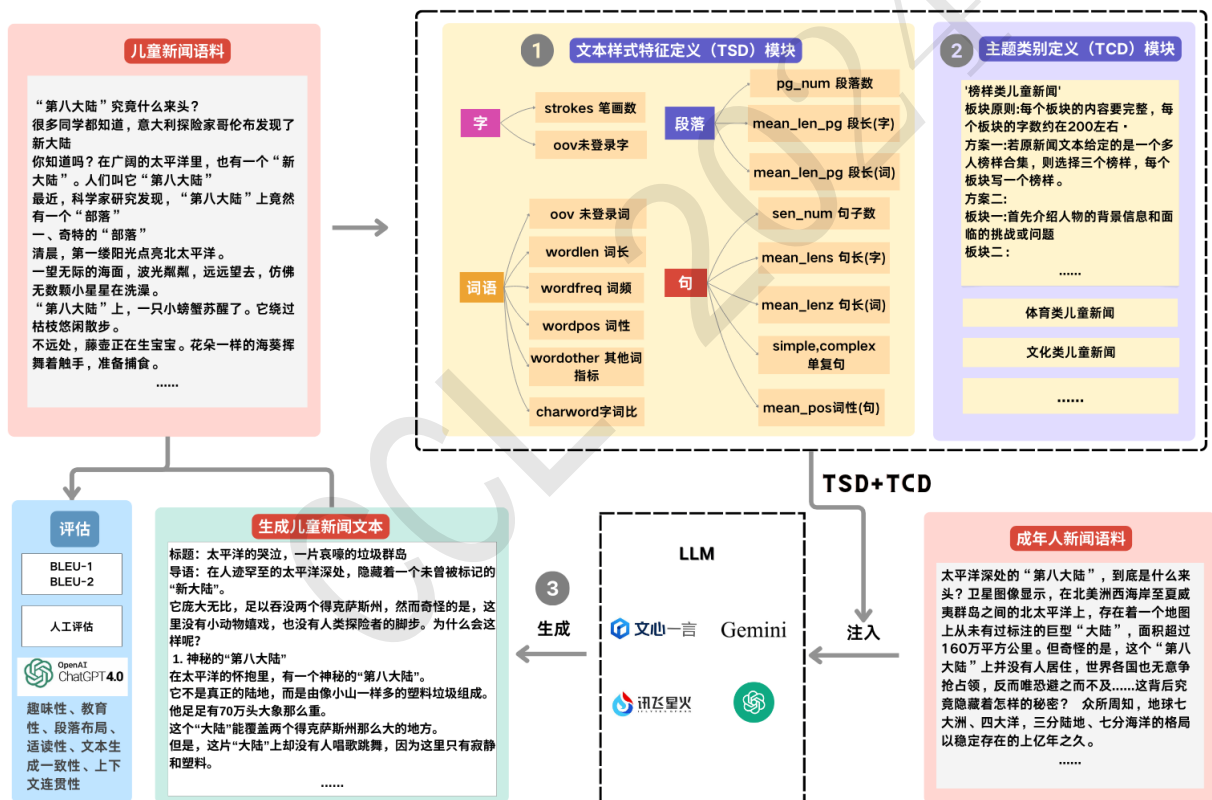 儿童新闻语料
“第八大陆”究竟什么来头？
很多同学都知道，意大利探险家哥伦布发现了
新大陆
你知道吗？在广阔的太平洋里，也有一个“新
大陆”。人们叫它“第八大陆”
最近，科学家研究发现，“第八大陆”上竟然
有一个“部落”
一、奇特的“部落”
清晨，第一缕阳光点亮北太平洋。
一望无际的海面，波光粼粼，远远望去，仿佛
无数颗小星星在洗澡。
“第八大陆”上，一只小螃蟹苏醒了。它绕过
枯枝悠闲散步。
不远处，藤壶正在生宝宝。花朵一样的海葵挥
舞着触手，准备捕食。
......
1
文本样式特征定义（TSD）模块
字
strokes 笔画数
oov未登录字
词语
oov 未登录词
wordlen 词长
wordfreq 词频
wordpos 词性
wordother 其他词
指标
charword字词比
段落
pg_num 段落数
mean_len_pg 段长(字)
mean_len_pg 段长(词)
句
sen_num 句子数
mean_lens 句长(字)
mean_lenz 句长(词)
simple,complex
单复句
mean_pos词性(句)
2
主题类别定义（TCD）模块
'榜样类儿童新闻'
板块原则:每个板块的内容要完整，每
个板块的字数约在200左右·
方案一:若原新闻文本给定的是一个多
人榜样合集，则选择三个榜样，每个
板块写一个榜样。
方案二:
板块一:首先介绍人物的背景信息和面
临的挑战或问题
板块二：
......
体育类儿童新闻
文化类儿童新闻
......
TSD+TCD
评估
BLEU-1
BLEU-2
人工评估
OpenAI
ChatGPT4.0
趣味性、教育
性、段落布局、
适读性、文本生
成一致性、上下
文连贯性
生成儿童新闻文本
标题：太平洋的哭泣，一片哀嚎的垃圾群岛
导语：在人迹罕至的太平洋深处，隐藏着一个未曾被标记的
“新大陆”。
它庞大无比，足以吞没两个得克萨斯州，然而奇怪的是，这
里没有小动物嬉戏，也没有人类探险者的脚步。为什么会这
样呢？
1. 神秘的“第八大陆”
在太平洋的怀抱里，有一个神秘的“第八大陆”。
它不是真正的陆地，而是由像小山一样多的塑料垃圾组成。
他足足有70万头大象那么重。
这个“大陆”能覆盖两个得克萨斯州那么大的地方。
但是，这片“大陆”上却没有人唱歌跳舞，因为这里只有寂静
和塑料。
......
3
生成
LLM
文心一言
Gemini
讯飞星火
注入
成年人新闻语料
太平洋深处的“第八大陆”，到底是什么来
头？卫星图像显示，在北美洲西海岸至夏威
夷群岛之间的北太平洋上，存在着一个地图
上从未有过标注的巨型“大陆”，面积超过
160万平方公里。但奇怪的是，这个“第八
大陆”上并没有人居住，世界各国也无意争
抢占领，反而唯恐避之而不及......这背后究
竟隐藏着怎样的秘密？ 众所周知，地球七
大洲、四大洋，三分陆地、七分海洋的格局
以稳定存在的上亿年之久。
......
CCL 2024